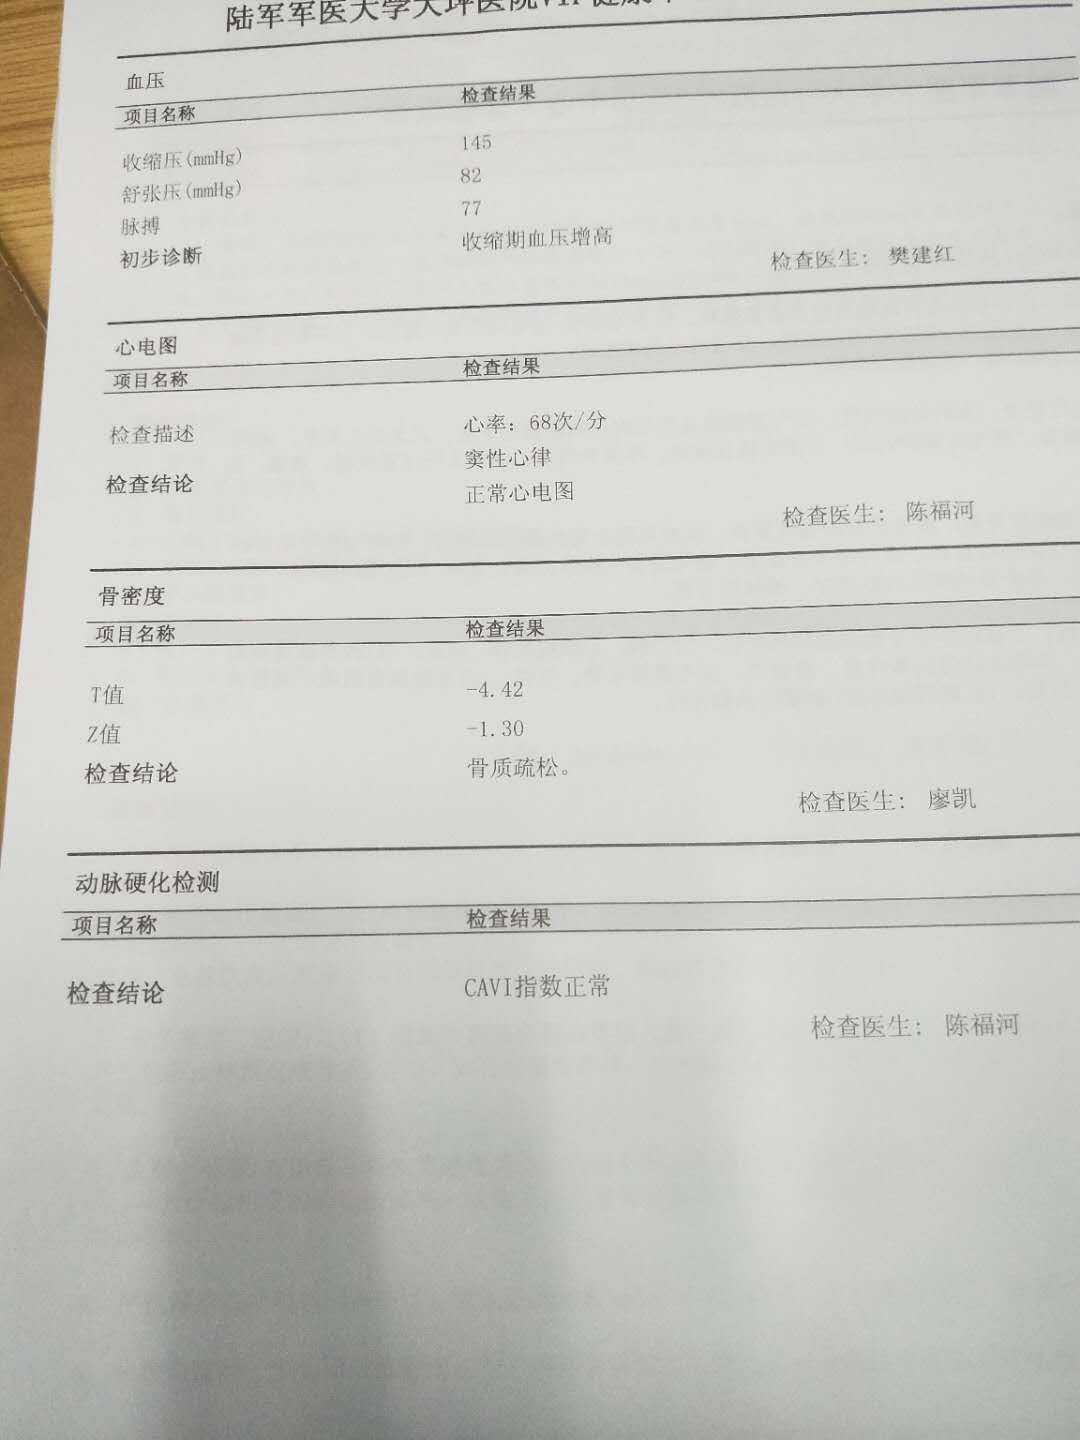 陆军军医大学大坪医院VIP健康
血压
项目名称 检查结果
收缩压(mmHg) 145
舒张压(mmHg) 82
脉搏 77
初步诊断 收缩期血压增高
检查医生: 樊建红
心电图
项目名称 检查结果
检查描述 心率: 68次/分
窦性心律
检查结论 正常心电图
检查医生: 陈福河
骨密度
项目名称 检查结果
T值 -4.42
Z值 -1.30
检查结论 骨质疏松。
检查医生: 廖凯
动脉硬化检测
项目名称 检查结果
检查结论 CAVI指数正常
检查医生: 陈福河